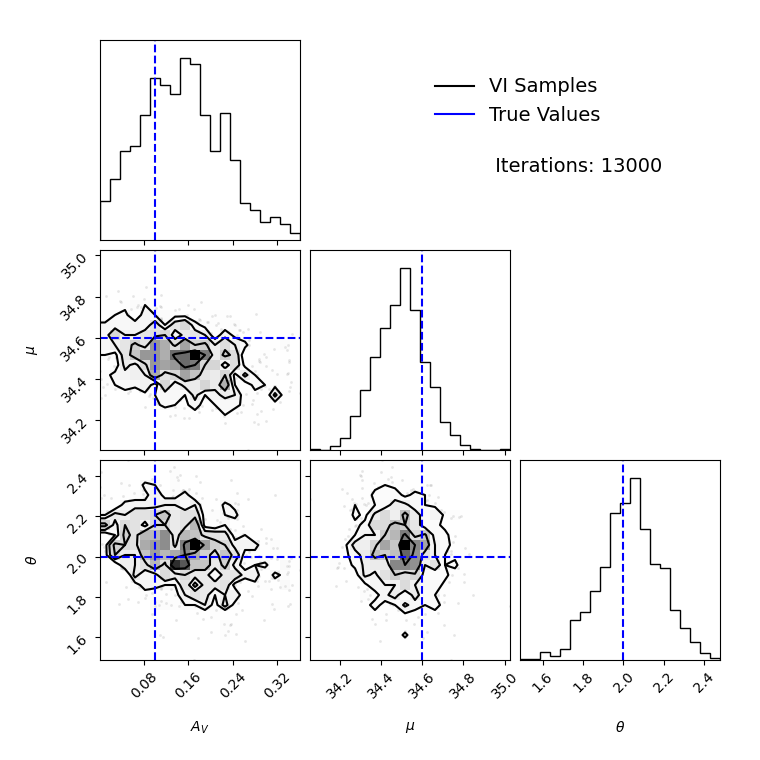 VI Samples
True Values
Iterations: 13000
35.0
34.8
34.6
34.4
34.2
μ
2.4
2.2
2.0
1.8
1.6
θ
0.08 0.16 0.24 0.32
34.2 34.4 34.6 34.8 35.0
1.6 1.8 2.0 2.2 2.4
A_V μ θ